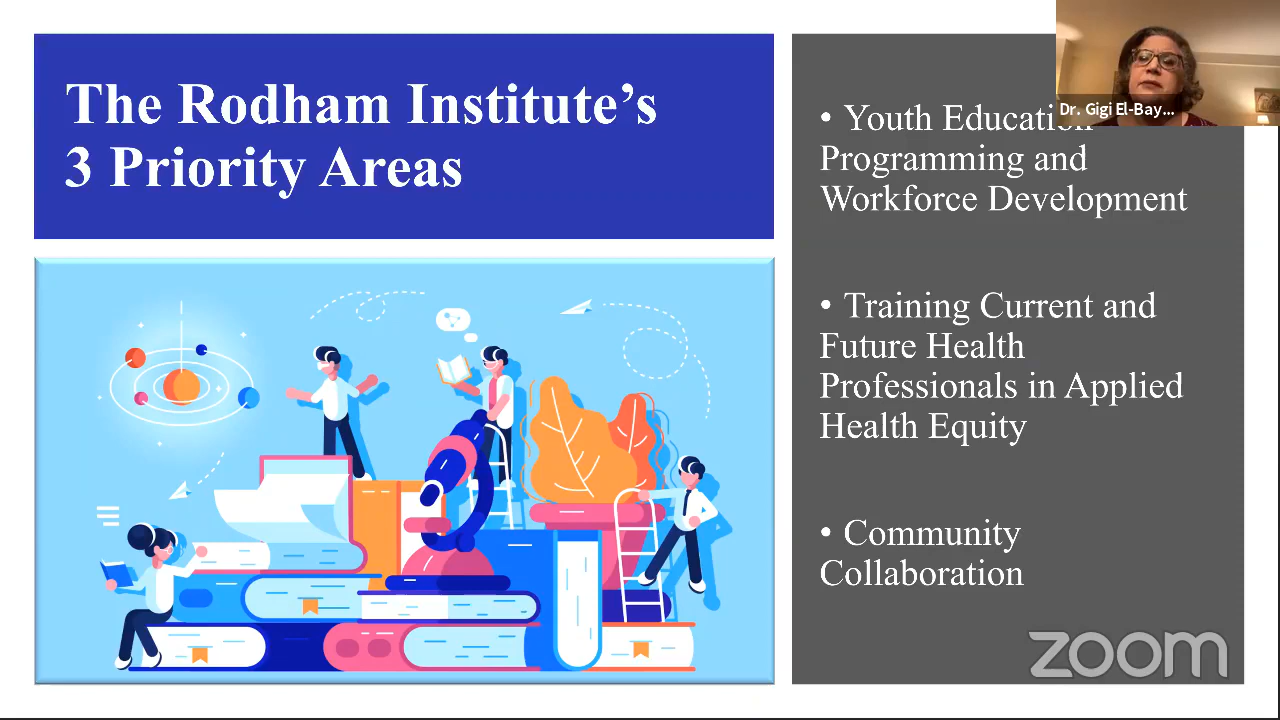 The Rodham Institute’s
3 Priority Areas
Dr. Gigi El-Bay...
• Youth Education
Programming and
Workforce Development
• Training Current and
Future Health
Professionals in Applied
Health Equity
• Community
Collaboration
zoom